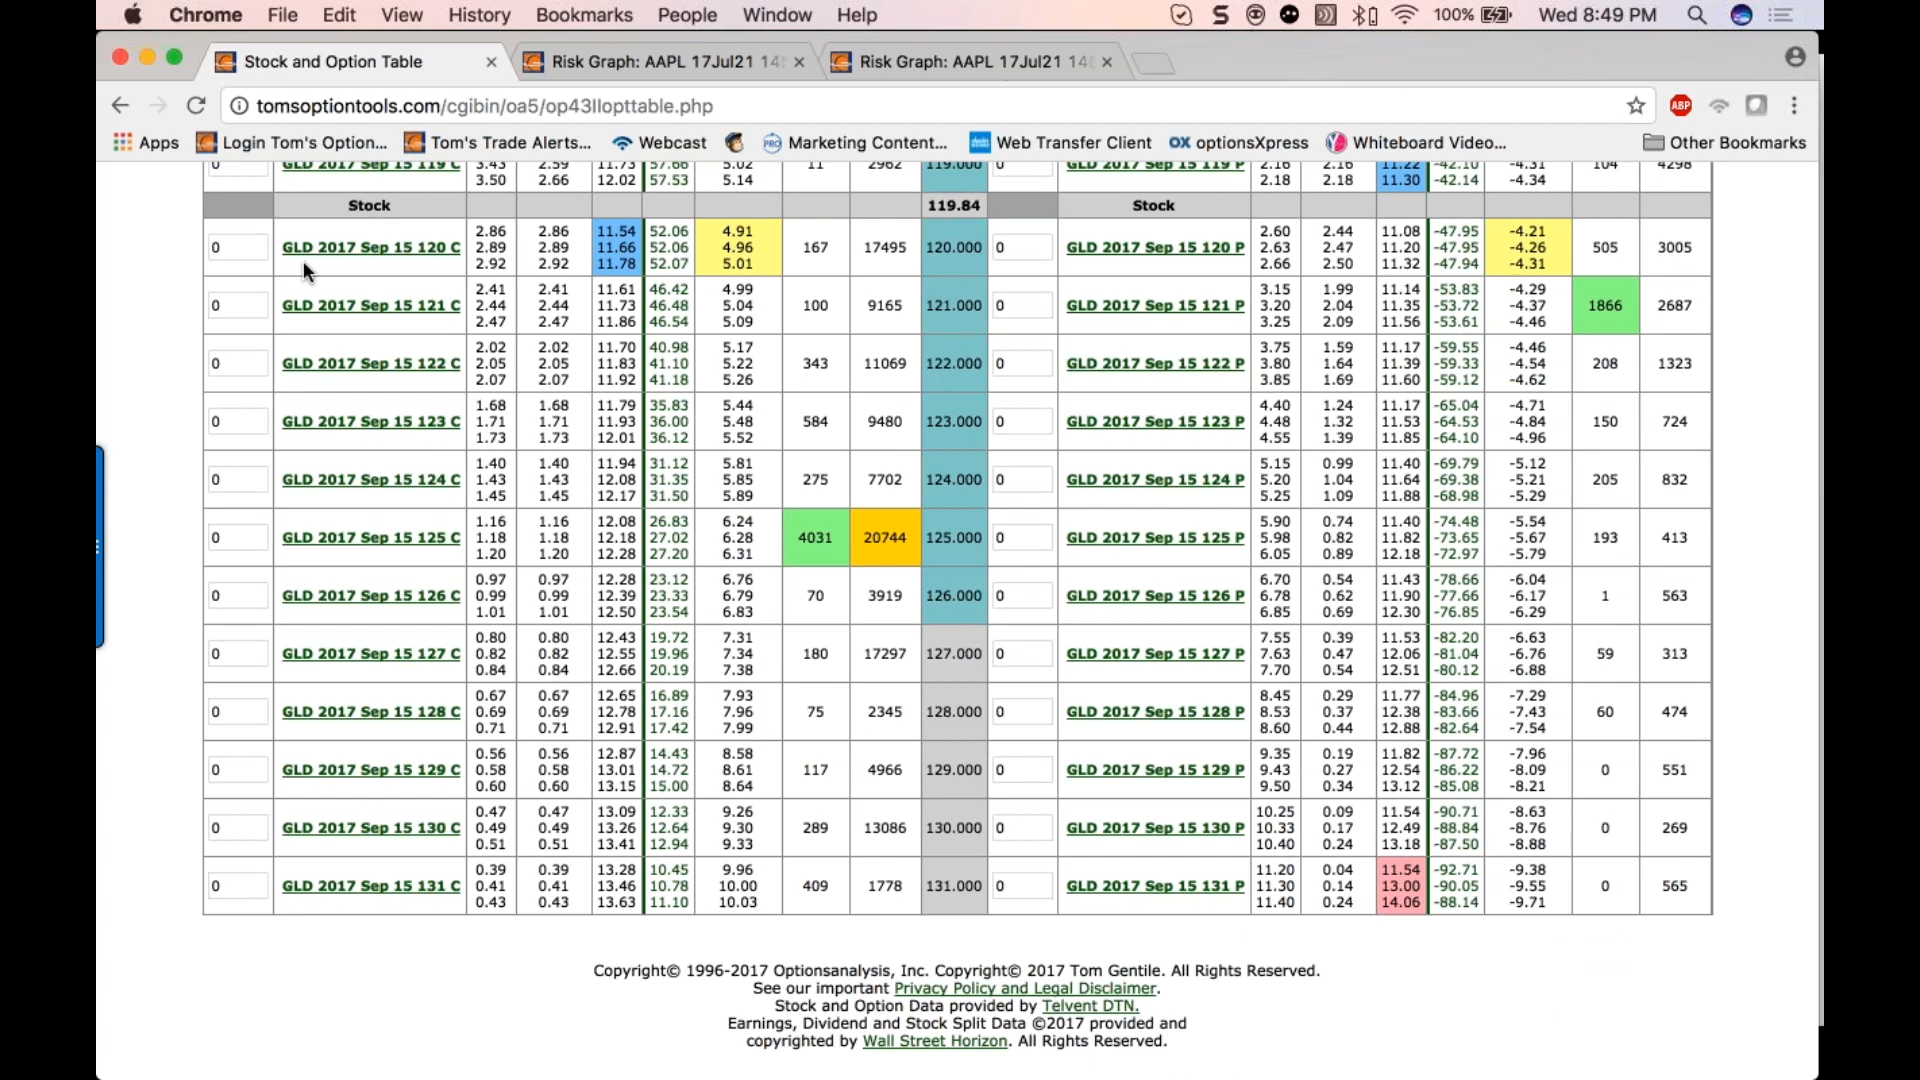 Chrome File Edit View History Bookmarks People Window Help 100% Wed 8:49 PM
Stock and Option Table Risk Graph: AAPL 17Jul21 14 Risk Graph: AAPL 17Jul21 14
tomsoptiontools.com/cgibin/oa5/op43llopttable.php ABP
Apps Login Tom's Option... Tom's Trade Alerts... Webcast PRO Marketing Content... Web Transfer Client OX optionsXpress Whiteboard Video... Other Bookmarks
0 GLD 2017 Sep 15 119 C 3.43 2.59 11.73 57.66 5.02 11 2962 119.000 0 GLD 2017 Sep 15 119 P 2.16 2.16 11.22 -42.10 -4.31 104 4298
3.50 2.66 12.02 57.53 5.14 2.18 2.18 11.30 -42.14 -4.34
Stock 119.84 Stock
2.86 2.86 11.54 52.06 4.91 2.60 2.44 11.08 -47.95 -4.21
0 GLD 2017 Sep 15 120 C 2.89 2.89 11.66 52.06 4.96 167 17495 120.000 0 GLD 2017 Sep 15 120 P 2.63 2.47 11.20 -47.95 -4.26 505 3005
2.92 2.92 11.78 52.07 5.01 2.66 2.50 11.32 -47.94 -4.31
2.41 2.41 11.61 46.42 4.99 3.15 1.99 11.14 -53.83 -4.29
0 GLD 2017 Sep 15 121 C 2.44 2.44 11.73 46.48 5.04 100 9165 121.000 0 GLD 2017 Sep 15 121 P 3.20 2.04 11.35 -53.72 -4.37 1866 2687
2.47 2.47 11.86 46.54 5.09 3.25 2.09 11.56 -53.61 -4.46
2.02 2.02 11.70 40.98 5.17 3.75 1.59 11.17 -59.55 -4.46
0 GLD 2017 Sep 15 122 C 2.05 2.05 11.83 41.10 5.22 343 11069 122.000 0 GLD 2017 Sep 15 122 P 3.80 1.64 11.39 -59.33 -4.54 208 1323
2.07 2.07 11.92 41.18 5.26 3.85 1.69 11.60 -59.12 -4.62
1.68 1.68 11.79 35.83 5.44 4.40 1.24 11.17 -65.04 -4.71
0 GLD 2017 Sep 15 123 C 1.71 1.71 11.93 36.00 5.48 584 9480 123.000 0 GLD 2017 Sep 15 123 P 4.48 1.32 11.53 -64.53 -4.84 150 724
1.73 1.73 12.01 36.12 5.52 4.55 1.39 11.85 -64.10 -4.96
1.40 1.40 11.94 31.12 5.81 5.15 0.99 11.40 -69.79 -5.12
0 GLD 2017 Sep 15 124 C 1.43 1.43 12.08 31.35 5.85 275 7702 124.000 0 GLD 2017 Sep 15 124 P 5.20 1.04 11.64 -69.38 -5.21 205 832
1.45 1.45 12.17 31.50 5.89 5.25 1.09 11.88 -68.98 -5.29
1.16 1.16 12.08 26.83 6.24 5.90 0.74 11.40 -74.48 -5.54
0 GLD 2017 Sep 15 125 C 1.18 1.18 12.18 27.02 6.28 4031 20744 125.000 0 GLD 2017 Sep 15 125 P 5.98 0.82 11.82 -73.65 -5.67 193 413
1.20 1.20 12.28 27.20 6.31 6.05 0.89 12.18 -72.97 -5.79
0.97 0.97 12.28 23.12 6.76 6.70 0.54 11.43 -78.66 -6.04
0 GLD 2017 Sep 15 126 C 0.99 0.99 12.39 23.33 6.79 70 3919 126.000 0 GLD 2017 Sep 15 126 P 6.78 0.62 11.90 -77.66 -6.17 1 563
1.01 1.01 12.50 23.54 6.83 6.85 0.69 12.30 -76.85 -6.29
0.80 0.80 12.43 19.72 7.31 7.55 0.39 11.53 -82.20 -6.63
0 GLD 2017 Sep 15 127 C 0.82 0.82 12.55 19.96 7.34 180 17297 127.000 0 GLD 2017 Sep 15 127 P 7.63 0.47 12.06 -81.04 -6.76 59 313
0.84 0.84 12.66 20.19 7.38 7.70 0.54 12.51 -80.12 -6.88
0.67 0.67 12.65 16.89 7.93 8.45 0.29 11.77 -84.96 -7.29
0 GLD 2017 Sep 15 128 C 0.69 0.69 12.78 17.16 7.96 75 2345 128.000 0 GLD 2017 Sep 15 128 P 8.53 0.37 12.38 -83.66 -7.43 60 474
0.71 0.71 12.91 17.42 7.99 8.60 0.44 12.88 -82.64 -7.54
0.56 0.56 12.87 14.43 8.58 9.35 0.19 11.82 -87.72 -7.96
0 GLD 2017 Sep 15 129 C 0.58 0.58 13.01 14.72 8.61 117 4966 129.000 0 GLD 2017 Sep 15 129 P 9.43 0.27 12.54 -86.22 -8.09 0 551
0.60 0.60 13.15 15.00 8.64 9.50 0.34 13.12 -85.08 -8.21
0.47 0.47 13.09 12.33 9.26 10.25 0.09 11.54 -90.71 -8.63
0 GLD 2017 Sep 15 130 C 0.49 0.49 13.26 12.64 9.30 289 13086 130.000 0 GLD 2017 Sep 15 130 P 10.33 0.17 12.49 -88.84 -8.76 0 269
0.51 0.51 13.41 12.94 9.33 10.40 0.24 13.18 -87.50 -8.88
0.39 0.39 13.28 10.45 9.96 11.20 0.04 11.54 -92.71 -9.38
0 GLD 2017 Sep 15 131 C 0.41 0.41 13.46 10.78 10.00 409 1778 131.000 0 GLD 2017 Sep 15 131 P 11.30 0.14 13.00 -90.05 -9.55 0 565
0.43 0.43 13.63 11.10 10.03 11.40 0.24 14.06 -88.14 -9.71
Copyright© 1996-2017 Optionsanalysis, Inc. Copyright© 2017 Tom Gentile. All Rights Reserved.
See our important Privacy Policy and Legal Disclaimer.
Stock and Option Data provided by Telvent DTN.
Earnings, Dividend and Stock Split Data ©2017 provided and
copyrighted by Wall Street Horizon. All Rights Reserved.